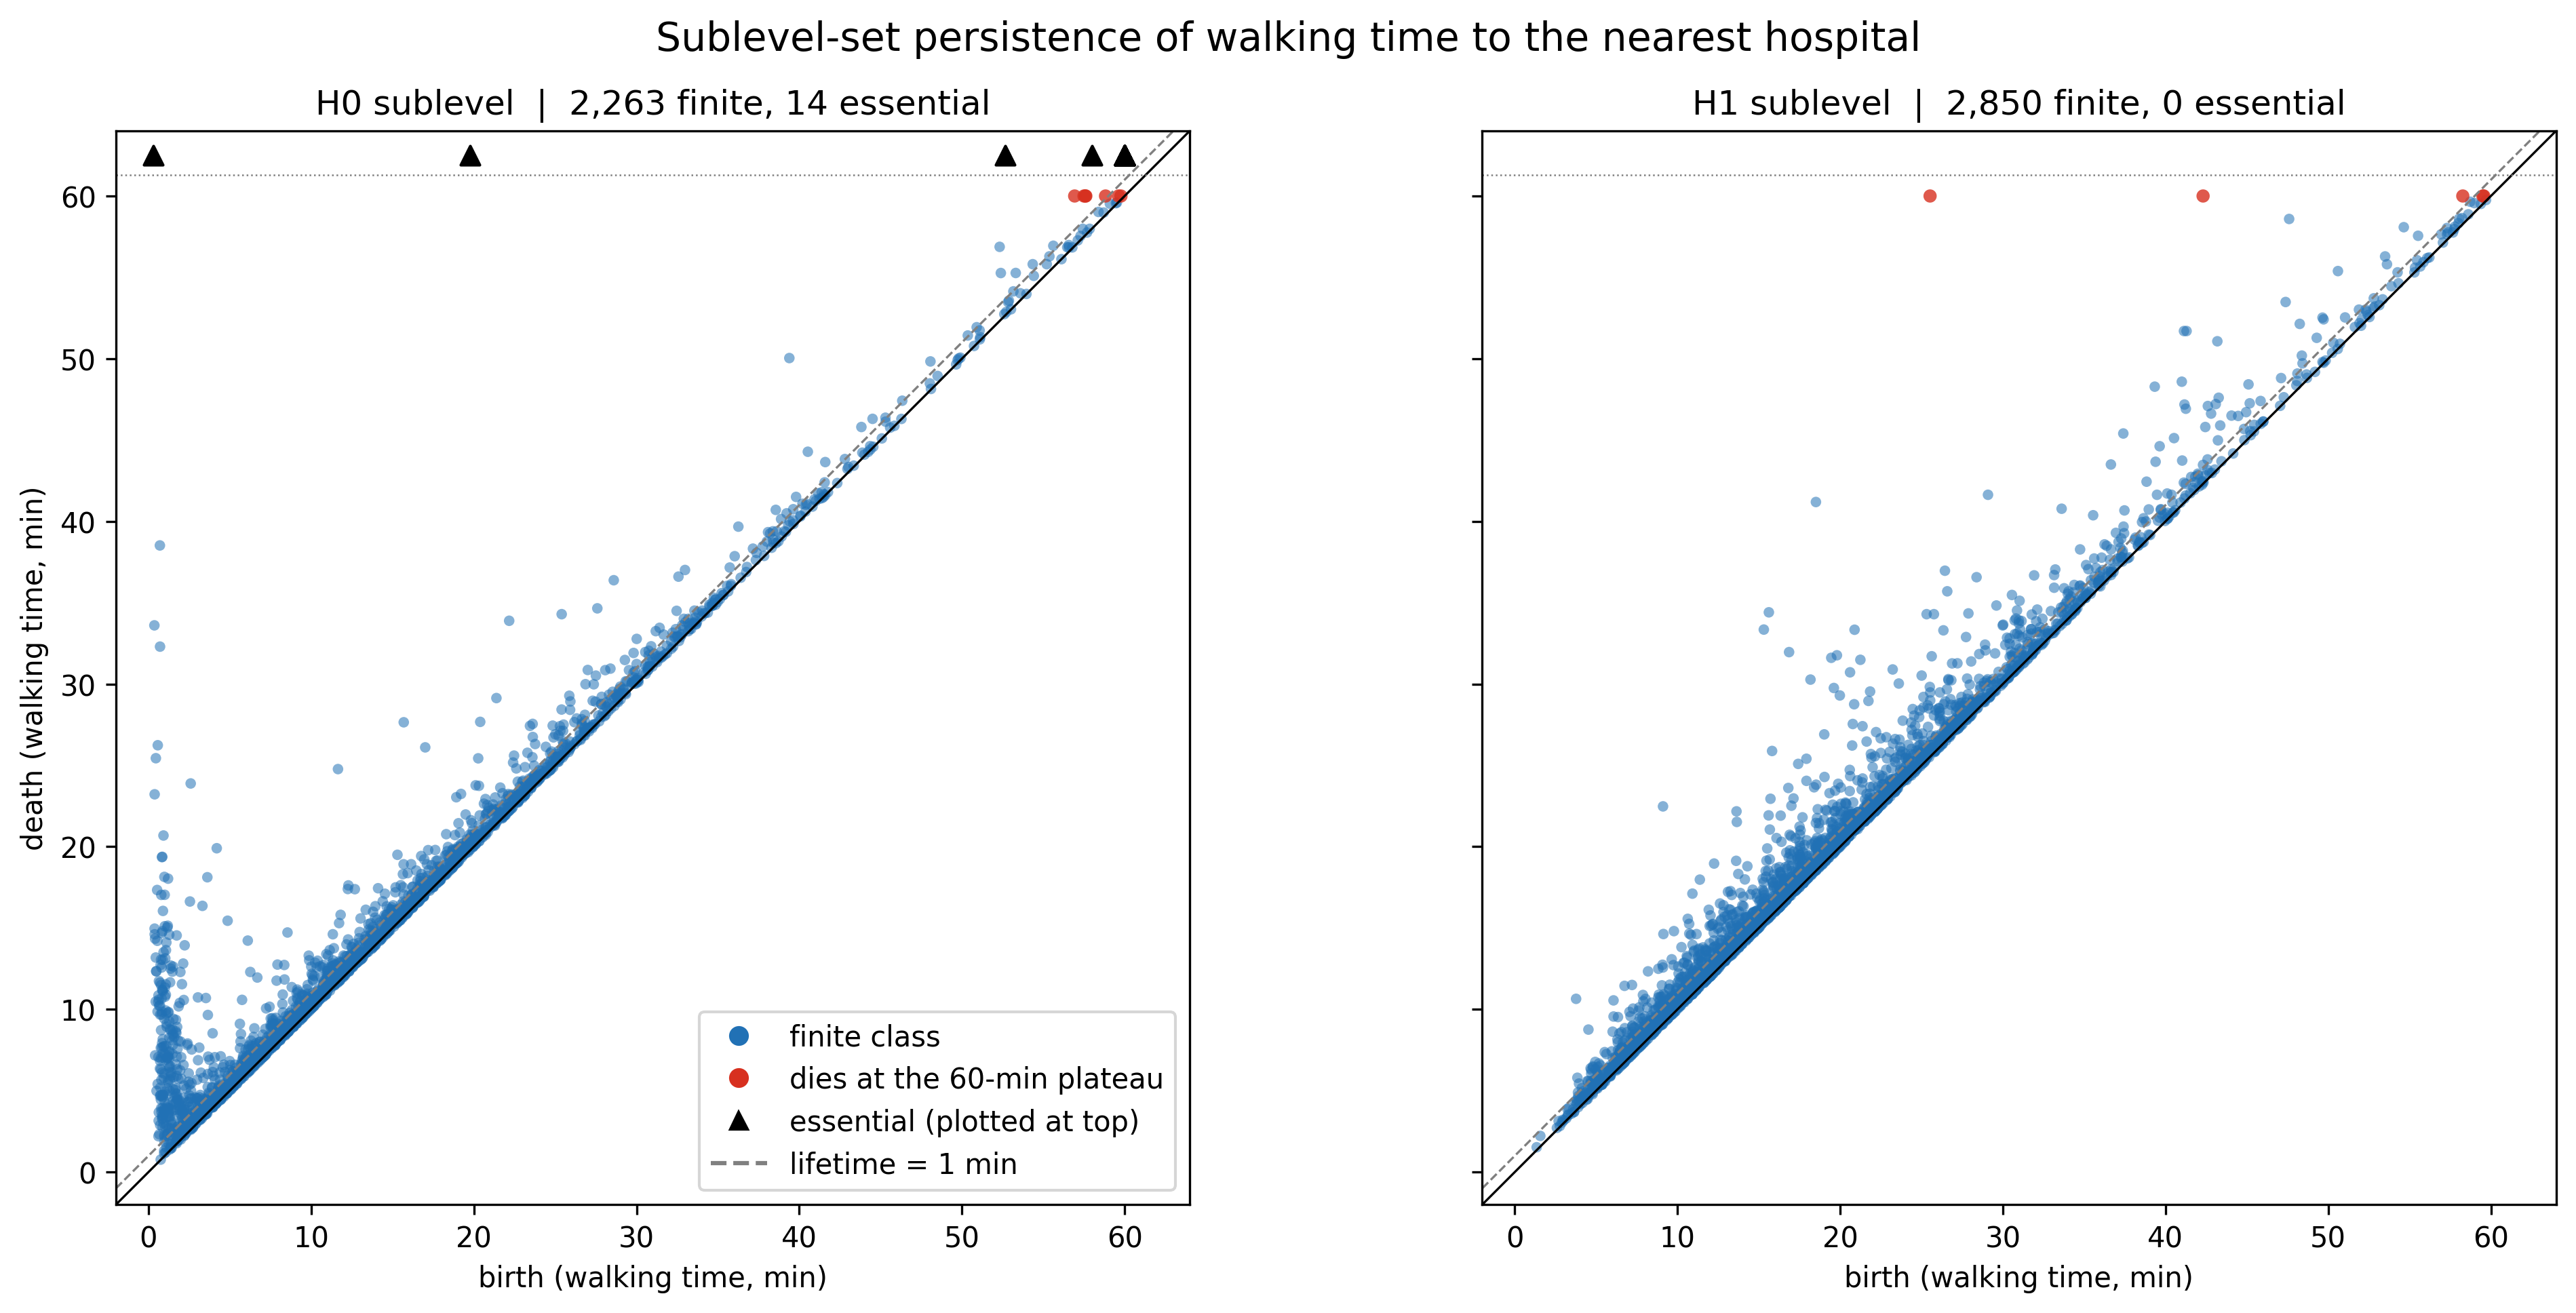 Sublevel-set persistence of walking time to the nearest hospital
H0 sublevel | 2,263 finite, 14 essential
60
50
40
30
20
10
0
death (walking time, min)
finite class
dies at the 60-min plateau
essential (plotted at top)
lifetime = 1 min
0 10 20 30 40 50 60
birth (walking time, min)
H1 sublevel | 2,850 finite, 0 essential
0 10 20 30 40 50 60
birth (walking time, min)